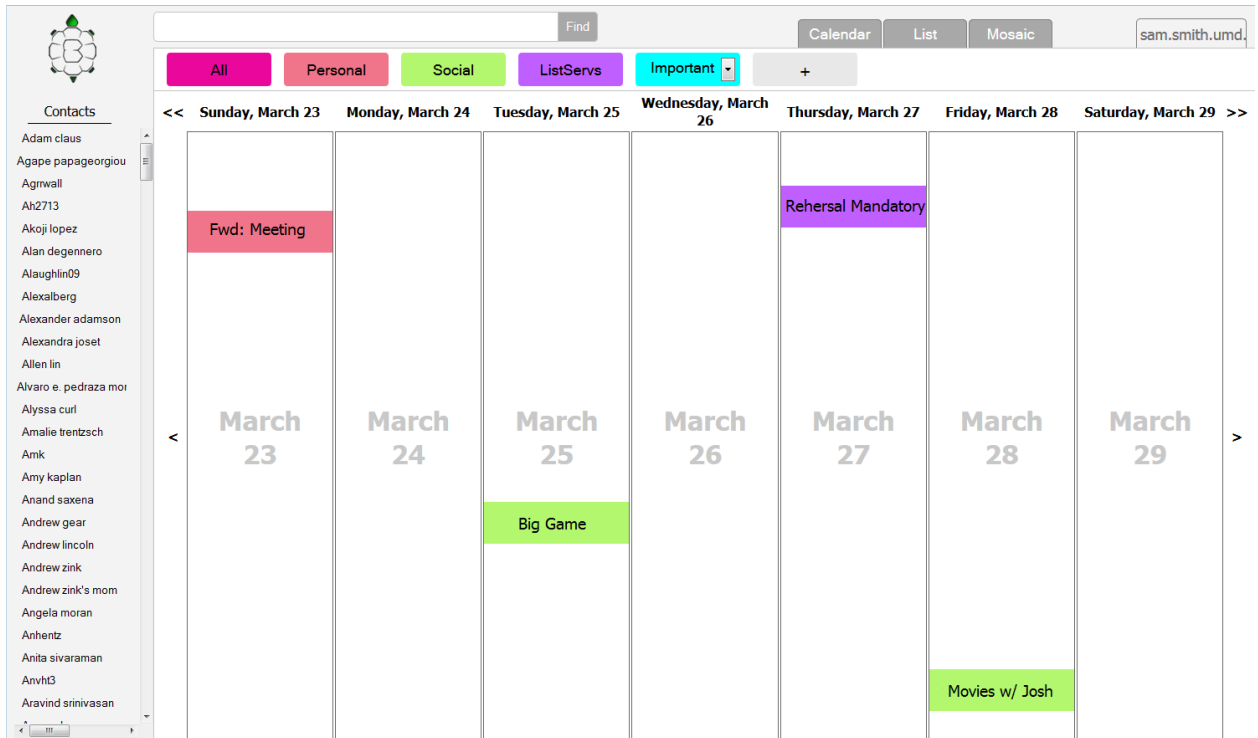 Find
Calendar
List
Mosaic
sam.smith.umd.
All
Personal
Social
ListServs
Important
+
Contacts
<<
Sunday, March 23
Monday, March 24
Tuesday, March 25
Wednesday, March
26
Thursday, March 27
Friday, March 28
Saturday, March 29
>>
Adam claus
Agape papageorgiou
Agrrwall
Ah2713
Akoji lopez
Alan degennero
Alaughlin09
Alexalberg
Alexander adamson
Alexandra joset
Allen lin
Alvaro e. pedraza mor
Alyssa curl
Amalie trentzsch
Amk
Amy kaplan
Anand saxena
Andrew gear
Andrew lincoln
Andrew zink
Andrew zink's mom
Angela moran
Anhentz
Anita sivaraman
Anvht3
Aravind srinivasan
Fwd: Meeting
Rehersal Mandatory
<
March
23
March
24
March
25
March
26
March
27
March
28
March
29
>
Big Game
Movies w/ Josh